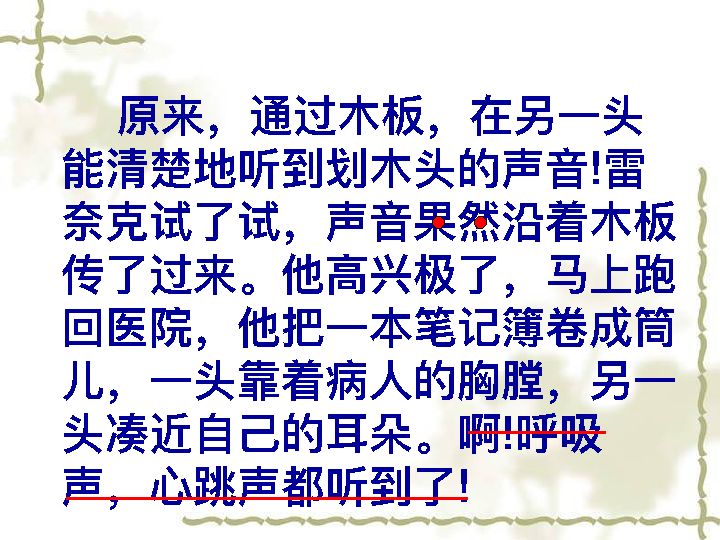 原来，通过木板，在另一头
能清楚地听到划木头的声音!雷
奈克试了试，声音果然沿着木板
传了过来。他高兴极了，马上跑
回医院，他把一本笔记簿卷成筒
儿，一头靠着病人的胸膛，另一
头凑近自己的耳朵。啊!呼吸
声，心跳声都听到了!